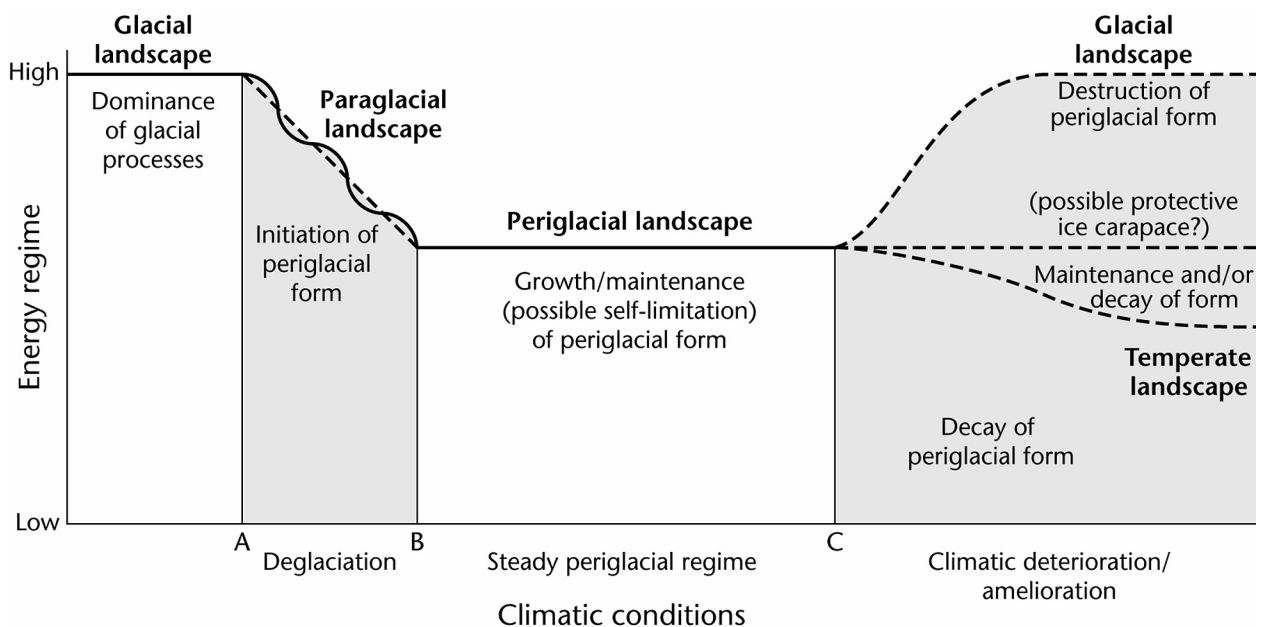 Glacial
landscape
High
Dominance
of glacial
processes
Paraglacial
landscape
Initiation of
periglacial
form
Periglacial landscape
Growth/maintenance
(possible self-limitation)
of periglacial form
Glacial
landscape
Destruction of
periglacial form
(possible protective
ice carapace?)
Maintenance and/or
decay of form
Temperate
landscape
Decay of
periglacial form
Energy regime
Low
A
B
C
Deglaciation
Steady periglacial regime
Climatic deterioration/
amelioration
Climatic conditions